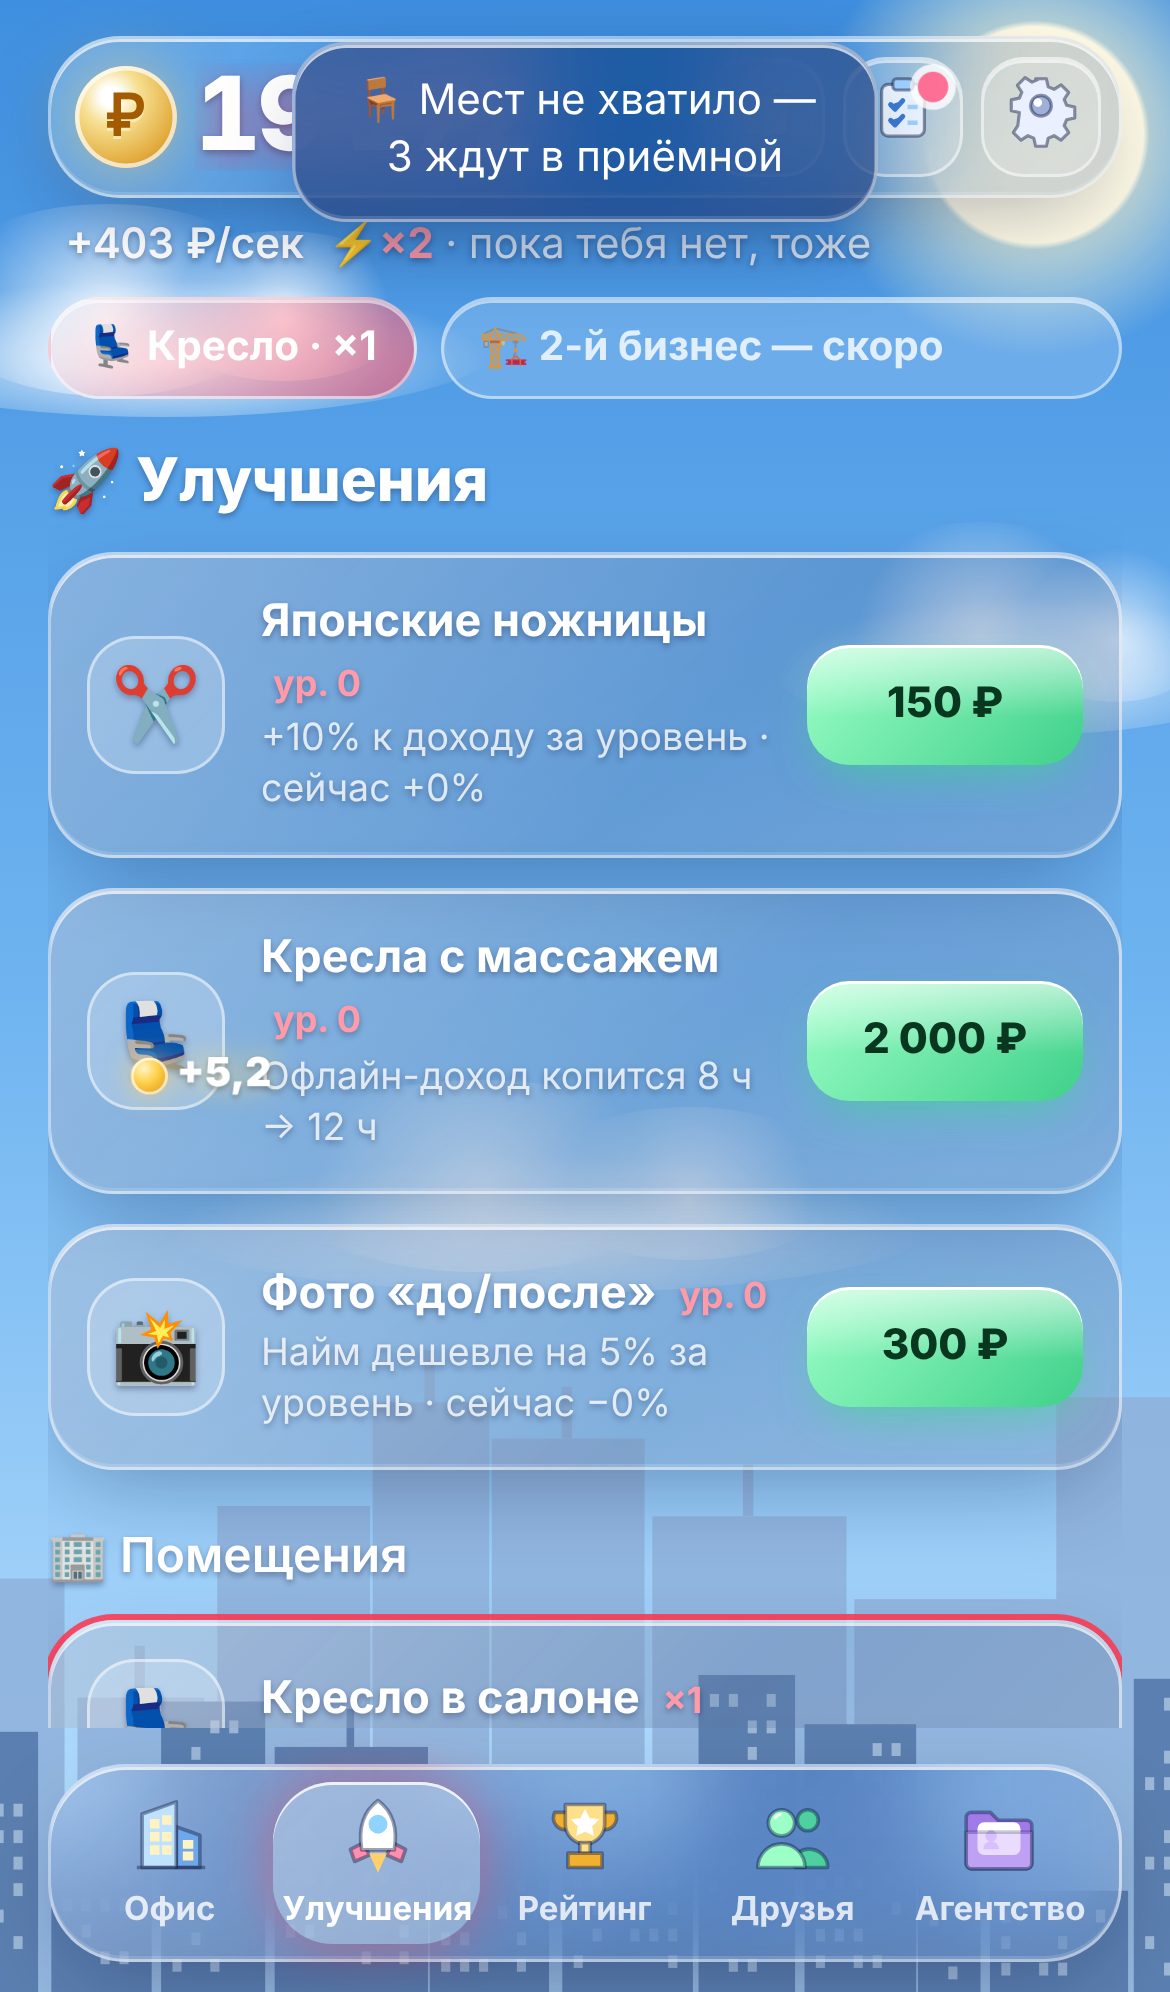 ₽ 19
🪑 Мест не хватило —
3 ждут в приёмной
+403 ₽/сек ⚡×2 · пока тебя нет, тоже
💺 Кресло · ×1
🏗️ 2-й бизнес — скоро
🚀 Улучшения
Японские ножницы
ур. 0
+10% к доходу за уровень ·
сейчас +0%
150 ₽
Кресла с массажем
ур. 0
+5,2
Офлайн-доход копится 8 ч
→ 12 ч
2 000 ₽
Фото «до/после» ур. 0
Найм дешевле на 5% за
уровень · сейчас −0%
300 ₽
🏢 Помещения
Кресло в салоне ×1
Офис
Улучшения
Рейтинг
Друзья
Агентство